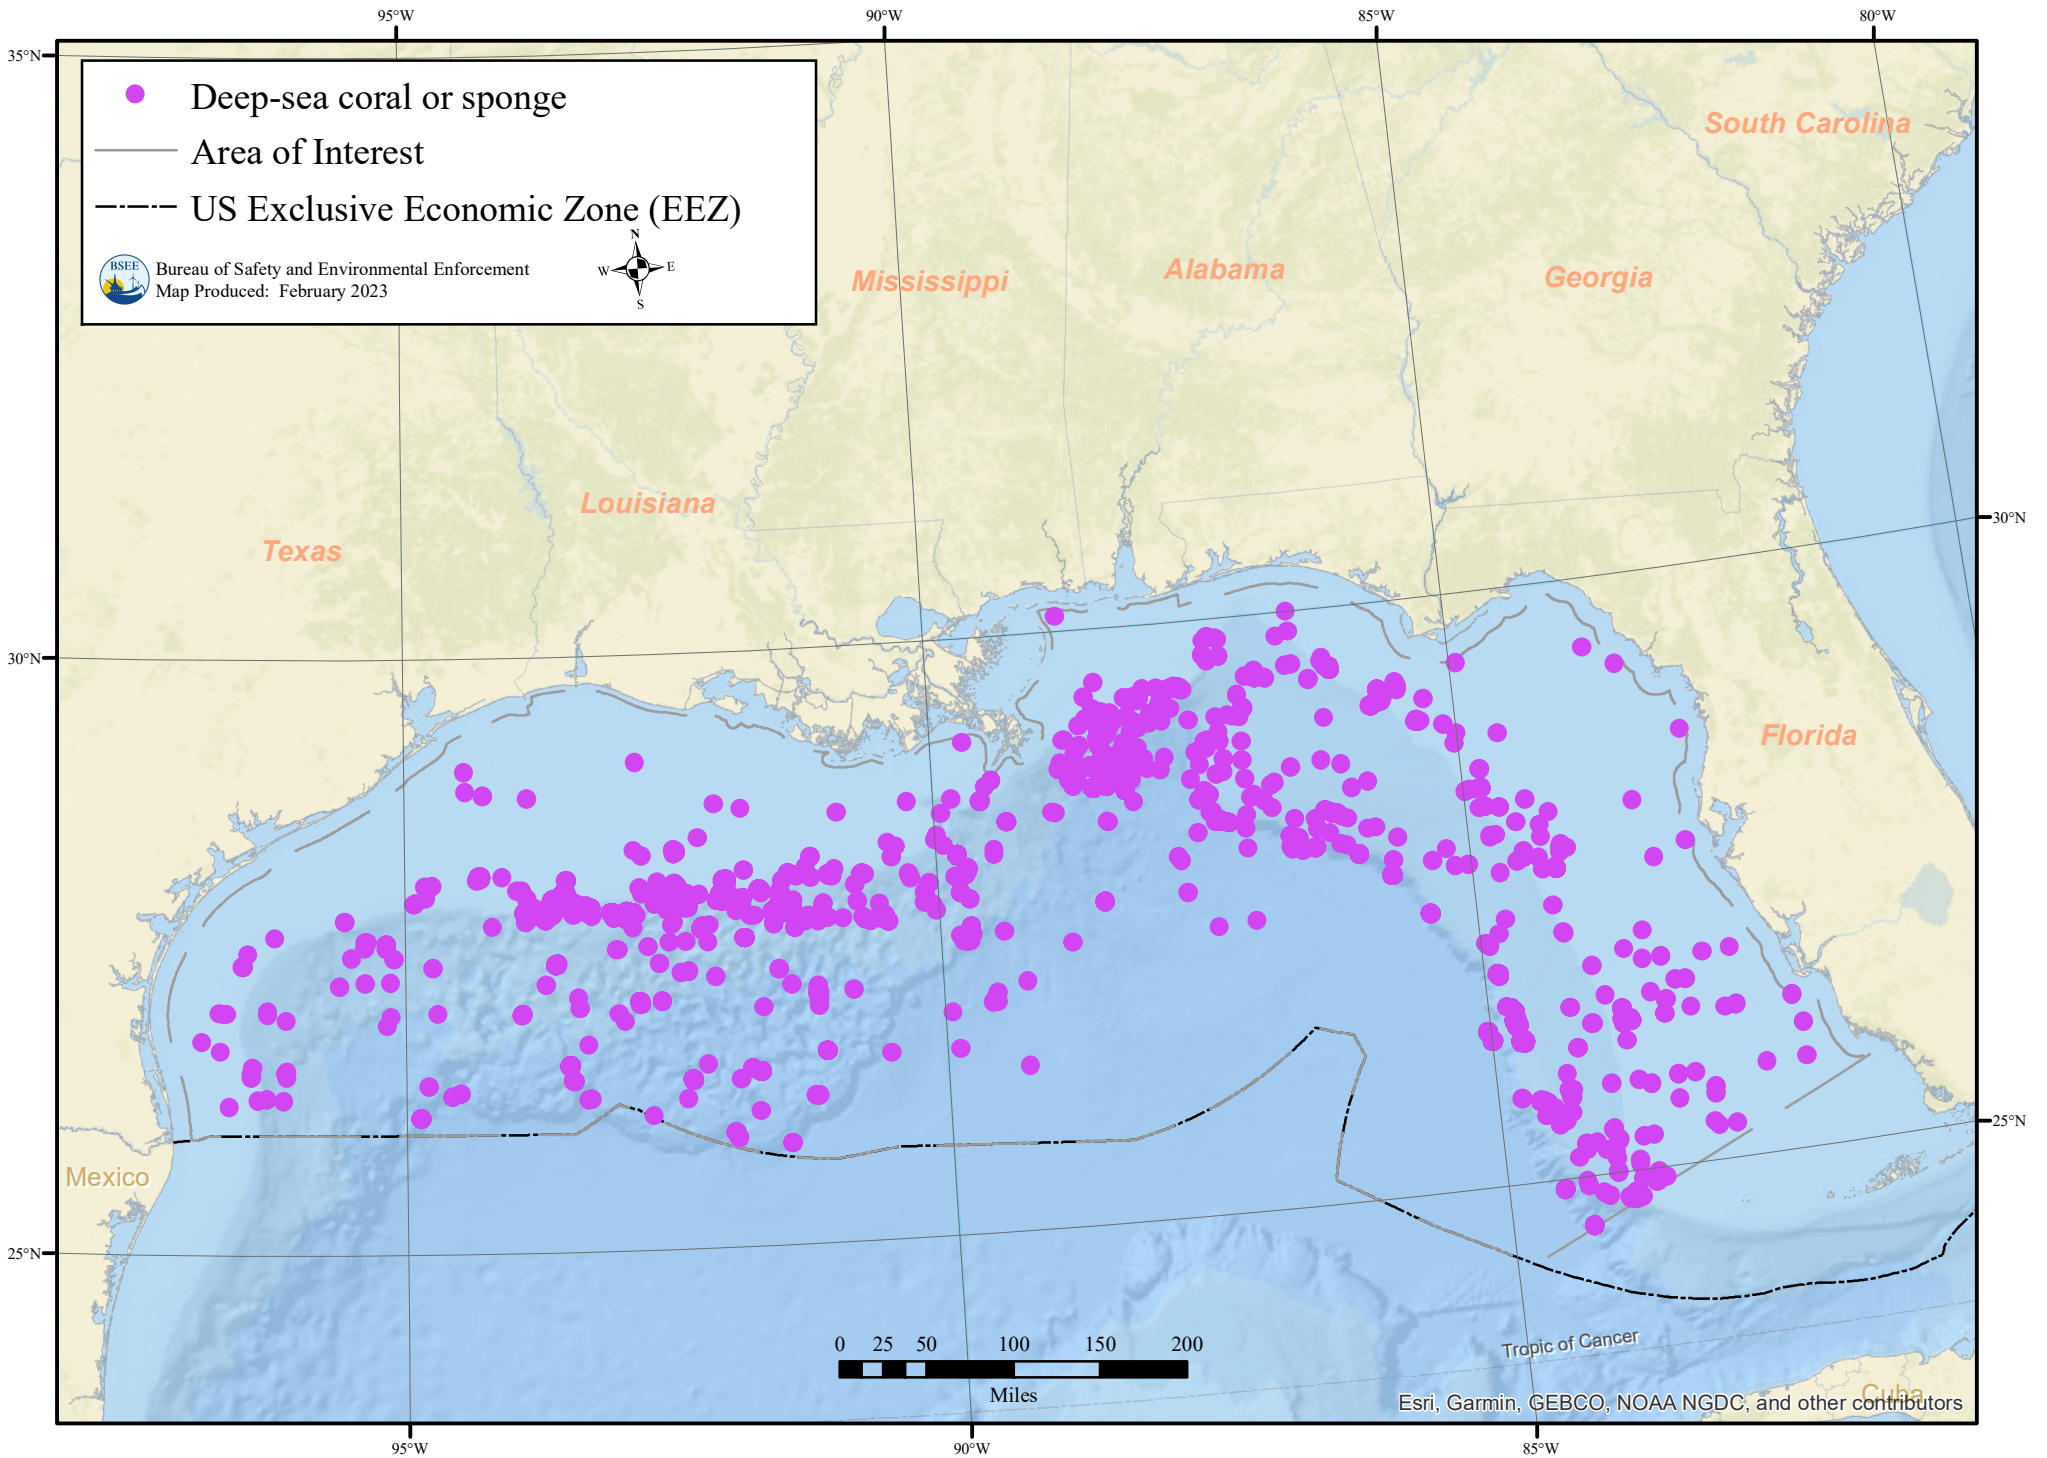 95°W 90°W 85°W 80°W
35°N
Deep-sea coral or sponge
Area of Interest
US Exclusive Economic Zone (EEZ)
BSEE
Bureau of Safety and Environmental Enforcement
Map Produced: February 2023
N
W E
S
South Carolina
Mississippi
Alabama
Georgia
Louisiana
Texas
30°N
30°N
Florida
25°N
Mexico
25°N
0 25 50 100 150 200
Miles
Tropic of Cancer
Cuba
Esri, Garmin, GEBCO, NOAA NGDC, and other contributors
95°W 90°W 85°W